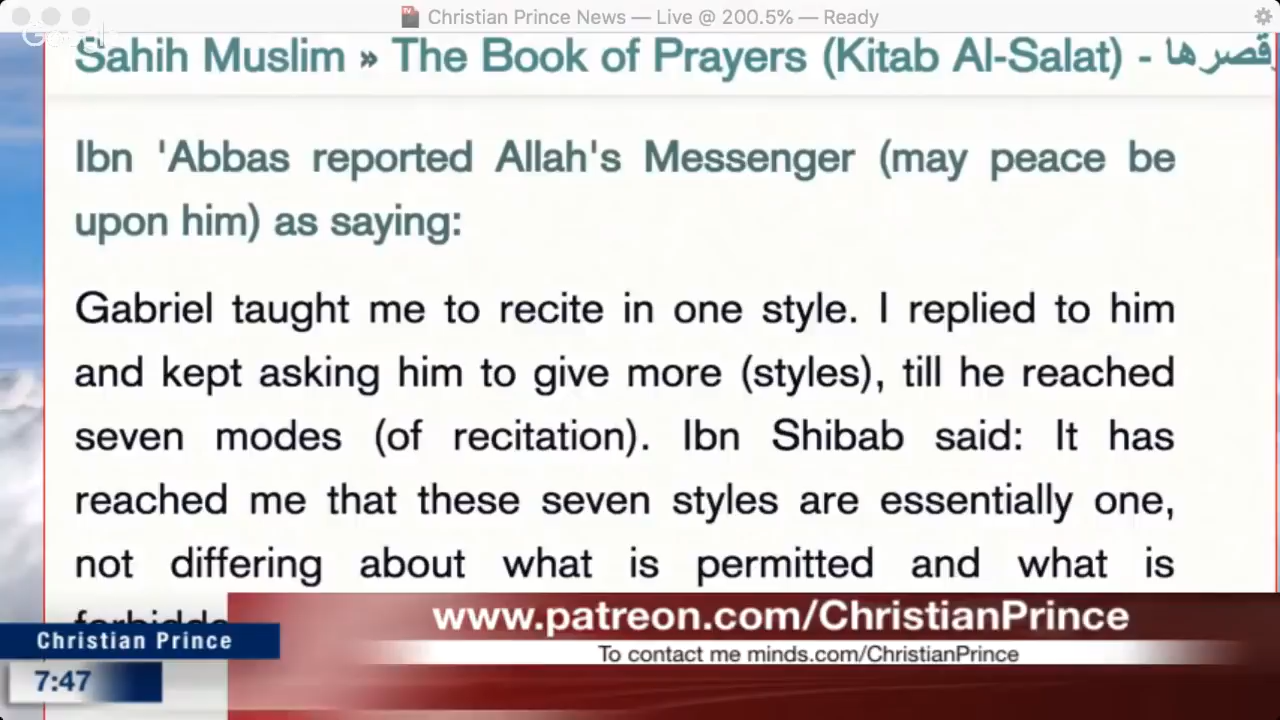 Christian Prince News — Live @ 200.5% — Ready
Google
Sahih Muslim » The Book of Prayers (Kitab Al-Salat) - قصرها
Ibn 'Abbas reported Allah's Messenger (may peace be
upon him) as saying:
Gabriel taught me to recite in one style. I replied to him
and kept asking him to give more (styles), till he reached
seven modes (of recitation). Ibn Shibab said: It has
reached me that these seven styles are essentially one,
not differing about what is permitted and what is
www.patreon.com/ChristianPrince
Christian Prince
To contact me minds.com/ChristianPrince
7:47